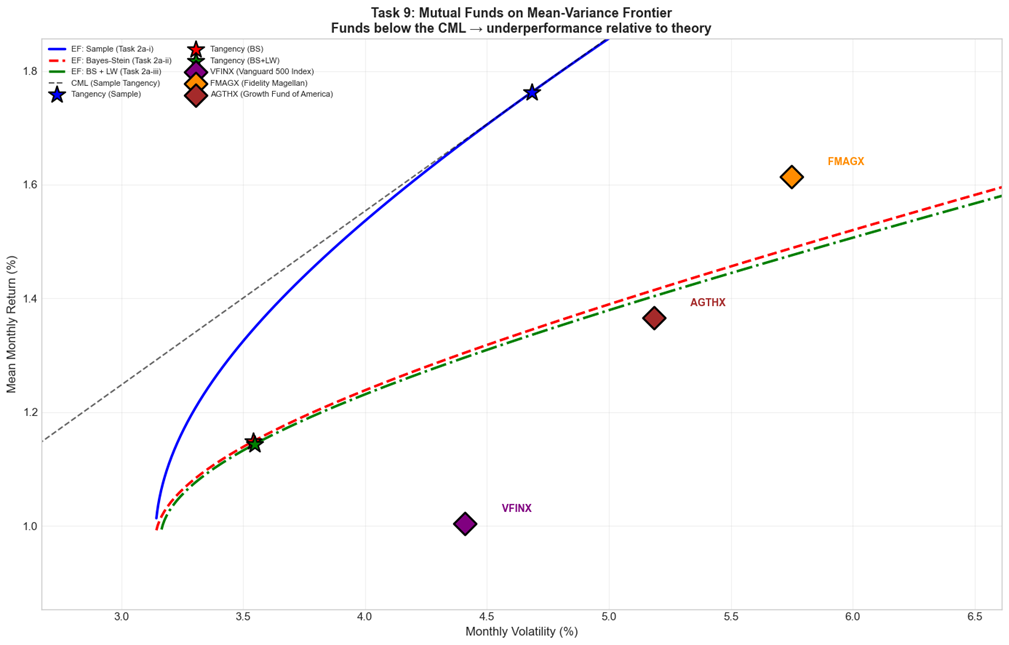 Task 9: Mutual Funds on Mean-Variance Frontier
Funds below the CML → underperformance relative to theory
EF: Sample (Task 2a-i)
EF: Bayes-Stein (Task 2a-ii)
EF: BS + LW (Task 2a-iii)
CML (Sample Tangency)
Tangency (Sample)
Tangency (BS)
Tangency (BS+LW)
VFINX (Vanguard 500 Index)
FMAGX (Fidelity Magellan)
AGTHX (Growth Fund of America)
Mean Monthly Return (%)
1.8
1.6
1.4
1.2
1.0
FMAGX
AGTHX
VFINX
3.0
3.5
4.0
4.5
5.0
5.5
6.0
6.5
Monthly Volatility (%)